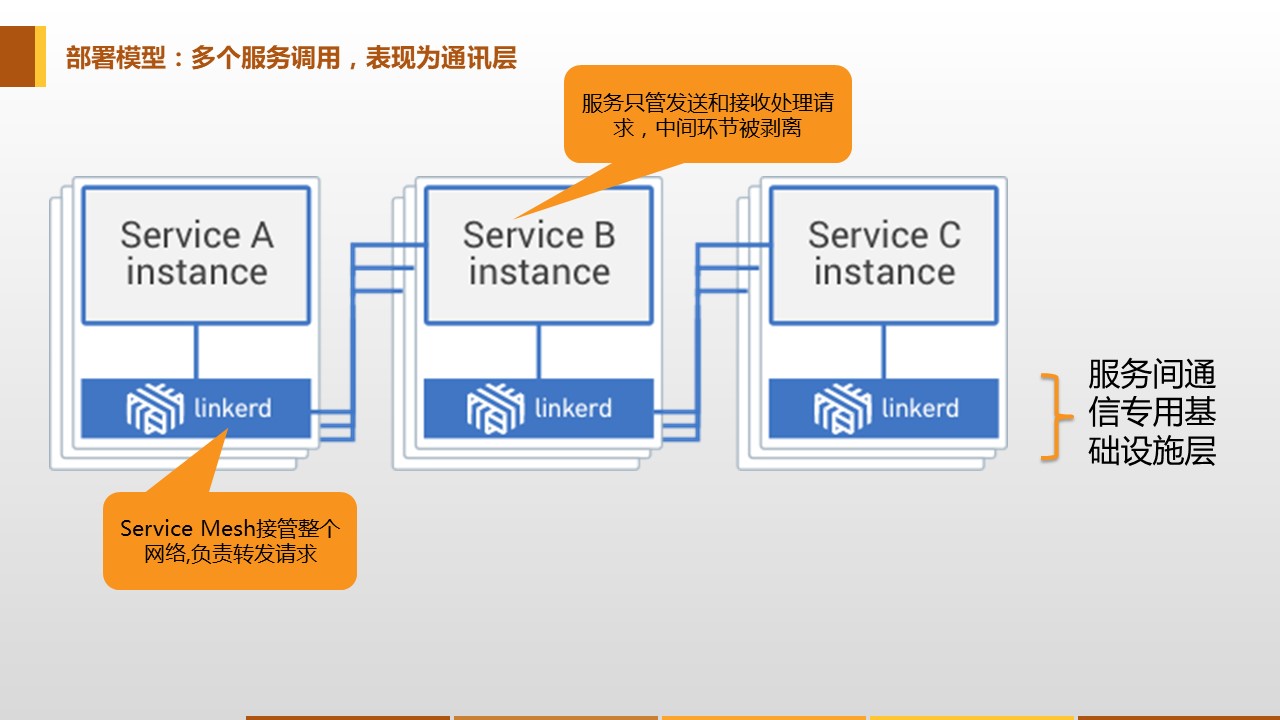 部署模型：多个服务调用，表现为通讯层
服务只管发送和接收处理请
求，中间环节被剥离
Service A
instance
Service B
instance
Service C
instance
linkerd
linkerd
linkerd
服务间通
信专用基
础设施层
Service Mesh接管整个
网络,负责转发请求